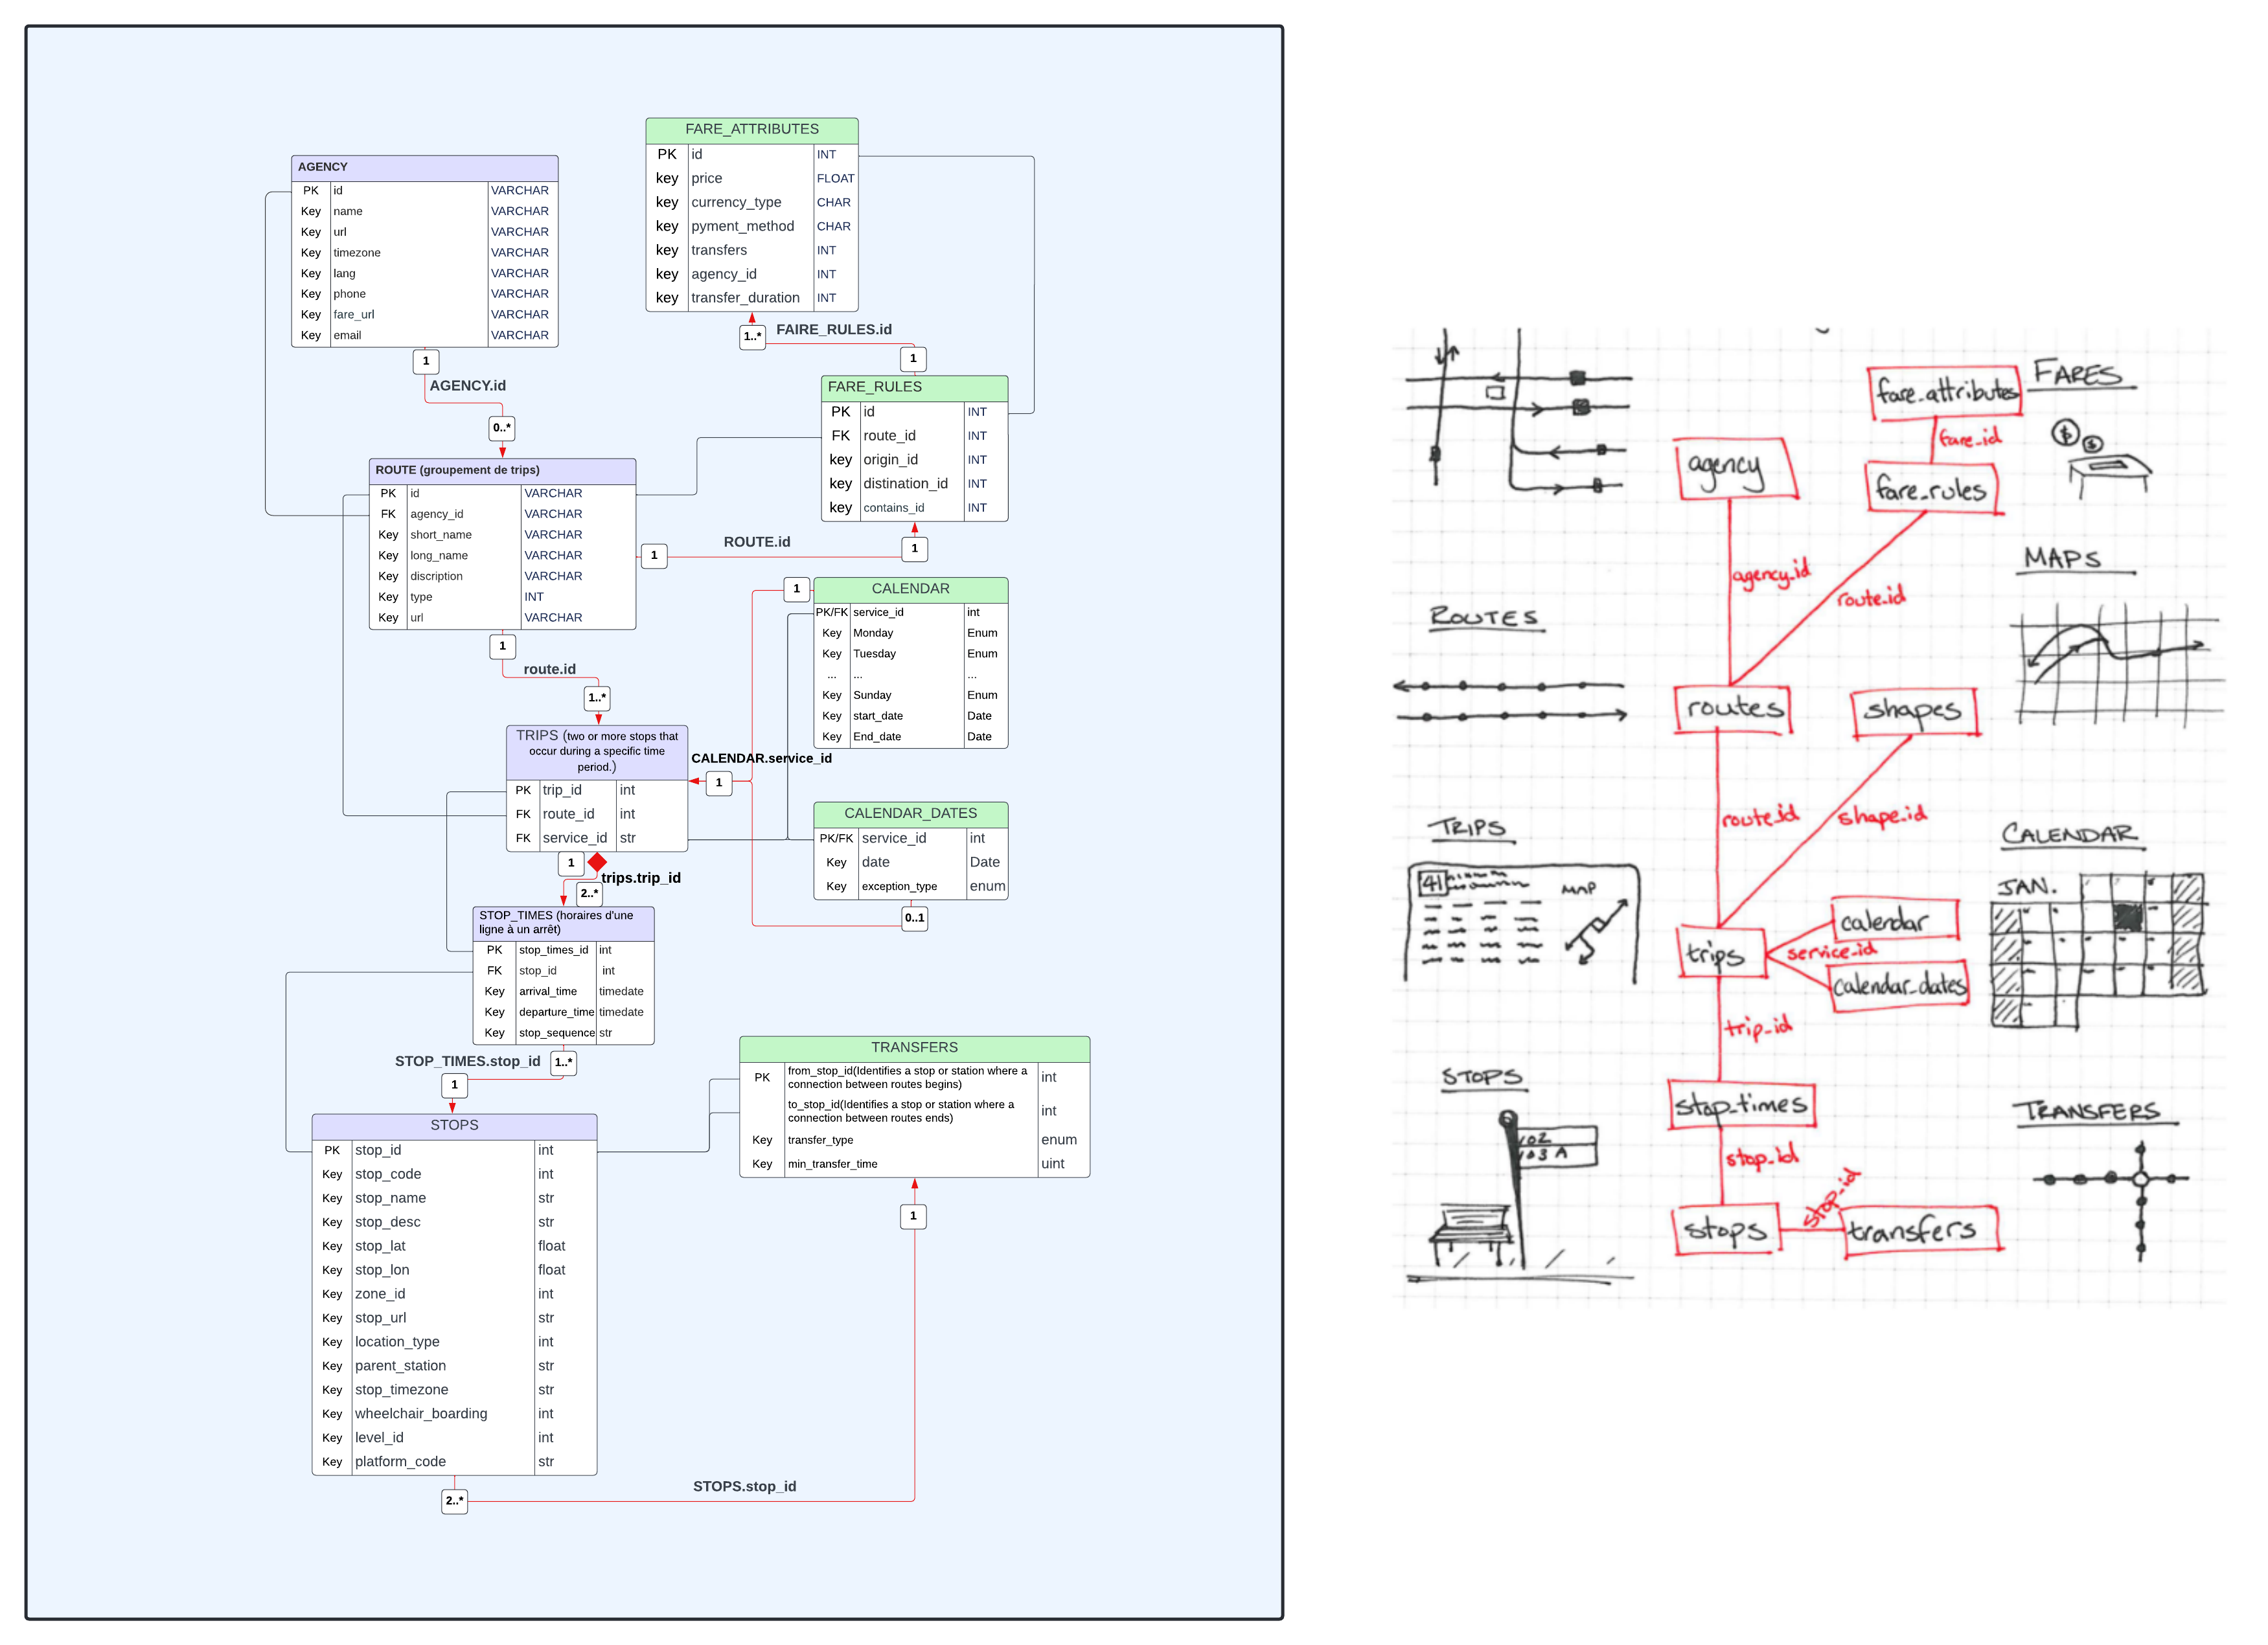 AGENCY
PK id VARCHAR
Key name VARCHAR
Key url VARCHAR
Key timezone VARCHAR
Key lang VARCHAR
Key phone VARCHAR
Key fare_url VARCHAR
Key email VARCHAR
1
AGENCY.id
0..*
FARE_ATTRIBUTES
PK id INT
key price FLOAT
key currency_type CHAR
key pyment_method CHAR
key transfers INT
key agency_id INT
key transfer_duration INT
1..*
FAIRE_RULES.id
1
FARE_RULES
PK id INT
FK route_id INT
key origin_id INT
key distination_id INT
key contains_id INT
ROUTE (groupement de trips)
PK id VARCHAR
FK agency_id VARCHAR
Key short_name VARCHAR
Key long_name VARCHAR
Key discription VARCHAR
Key type INT
Key url VARCHAR
1
ROUTE.id
1
1
route.id
1..*
1
CALENDAR
PK/FK service_id int
Key Monday Enum
Key Tuesday Enum
... ... ...
Key Sunday Enum
Key start_date Date
Key End_date Date
TRIPS (two or more stops that
occur during a specific time
period.)
PK trip_id int
FK route_id int
FK service_id str
CALENDAR.service_id
1
CALENDAR_DATES
PK/FK service_id int
Key date Date
Key exception_type enum
0..1
1
trips.trip_id
2..*
STOP_TIMES (horaires d'une
ligne à un arrêt)
PK stop_times_id int
FK stop_id int
Key arrival_time timedate
Key departure_time timedate
Key stop_sequence str
STOP_TIMES.stop_id
1..*
1
TRANSFERS
PK from_stop_id(Identifies a stop or station where a
connection between routes begins) int
to_stop_id(Identifies a stop or station where a
connection between routes ends) int
Key transfer_type enum
Key min_transfer_time uint
1
STOPS
PK stop_id int
Key stop_code int
Key stop_name str
Key stop_desc str
Key stop_lat float
Key stop_lon float
Key zone_id int
Key stop_url str
Key location_type int
Key parent_station str
Key stop_timezone str
Key wheelchair_boarding int
Key level_id int
Key platform_code str
2..*
STOPS.stop_id
fare_attributes
FARES
fare_id
$
$
agency
fare_rules
MAPS
agency_id
route_id
ROUTES
routes
shapes
route_id
shape_id
TRIPS
CALENDAR
41
MAP
JAN.
calendar
trips
service_id
calendar_dates
trip_id
STOPS
stop_times
TRANSFERS
102
103 A
stop_id
stop_id
stops
transfers